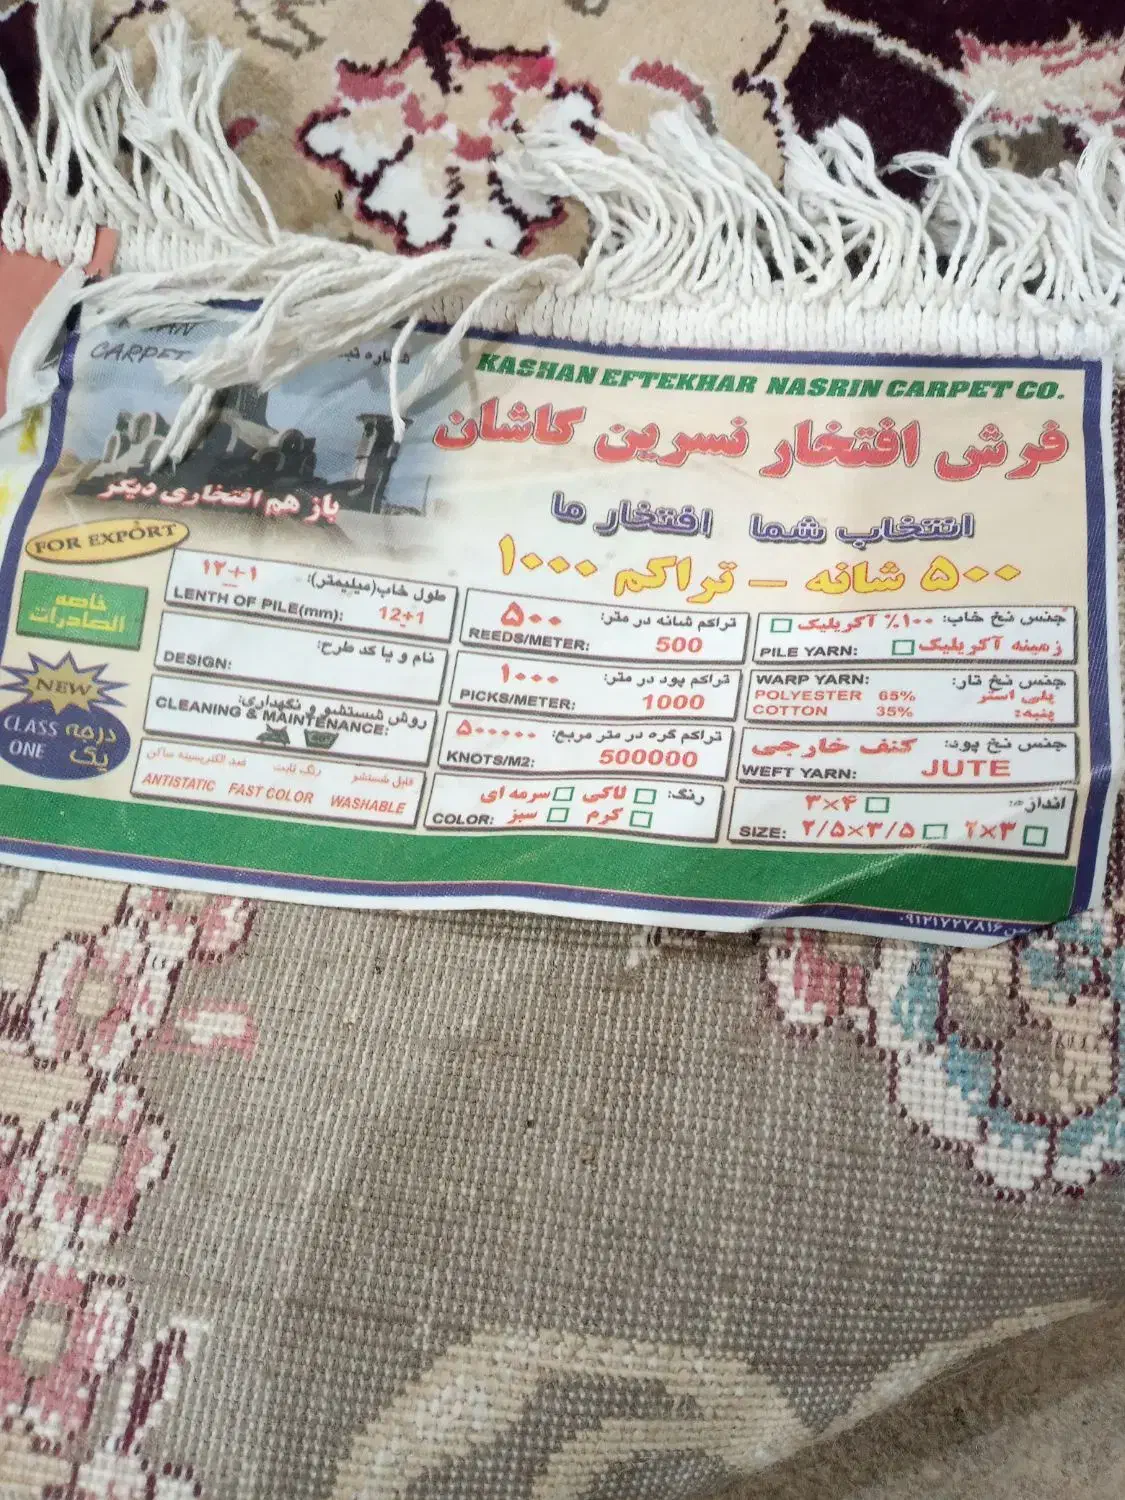 CARPET
KASHAN EFTEKHAR NASRIN CARPET CO.
فرش افتخار نسرین کاشان
باز هم افتخاری دیگر
انتخاب شما افتخار ما
۵۰۰ شانه – تراکم ۱۰۰۰
FOR EXPORT
خاصه الصادرات
NEW
CLASS ONE درجه یک
طول خاب(میلیمتر): ۱۲+۱
LENTH OF PILE(mm): 12+1
نام و یا کد طرح:
DESIGN:
روش شستشو و نگهداری:
CLEANING & MAINTENANCE:
قابل شستشو رنگ ثابت ضد الکتریسیته ساکن
ANTISTATIC FAST COLOR WASHABLE
تراکم شانه در متر: ۵۰۰
REEDS/METER: 500
تراکم پود در متر: ۱۰۰۰
PICKS/METER: 1000
تراکم گره در متر مربع: ۵۰۰۰۰۰
KNOTS/M2: 500000
رنگ: لاکی سرمه ای
COLOR: کرم سبز
جنس نخ خاب: ۱۰۰٪ آکریلیک
PILE YARN: زمینه آکریلیک
WARP YARN: جنس نخ تار:
POLYESTER 65% پلی استر
COTTON 35% پنبه:
جنس نخ پود: کنف خارجی
WEFT YARN: JUTE
اندازه: ۳×۴
SIZE: ۲/۵×۳/۵ ۲×۳
۰۹۱۲۱۷۲۷۷۸۱۶